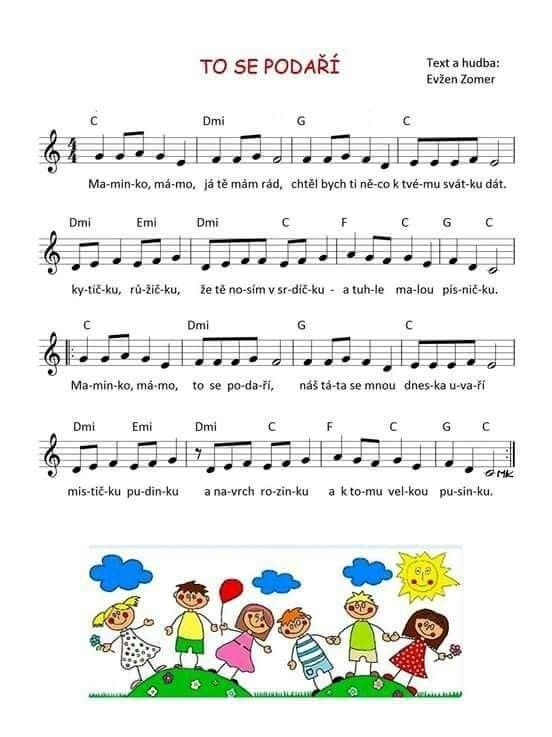 TO SE PODAŘÍ
Text a hudba:
Evžen Zomer
C Dmi G C
Ma-min-ko, má-mo, já tě mám rád, chtěl bych ti ně-co k tvé-mu svát-ku dát.
Dmi Emi Dmi C F C G C
ky-tič-ku, rů-žič-ku, že tě no-sím v sr-díč-ku - a tuh-le ma-lou pís-nič-ku.
C Dmi G C
Ma-min-ko, má-mo, to se po-da-ří, náš tá-ta se mnou dnes-ka u-va-ří
Dmi Emi Dmi C F C G C
mis-tič-ku pu-din-ku a na-vrch ro-zin-ku a k to-mu vel-kou pu-sin-ku.
MK